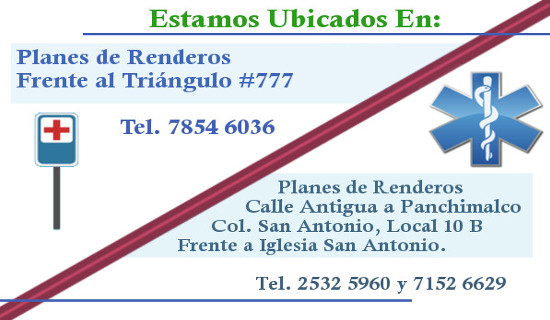 Estamos Ubicados En:
Planes de Renderos
Frente al Triángulo #777
Tel. 7854 6036
Planes de Renderos
Calle Antigua a Panchimalco
Col. San Antonio, Local 10 B
Frente a Iglesia San Antonio.
Tel. 2532 5960 y 7152 6629